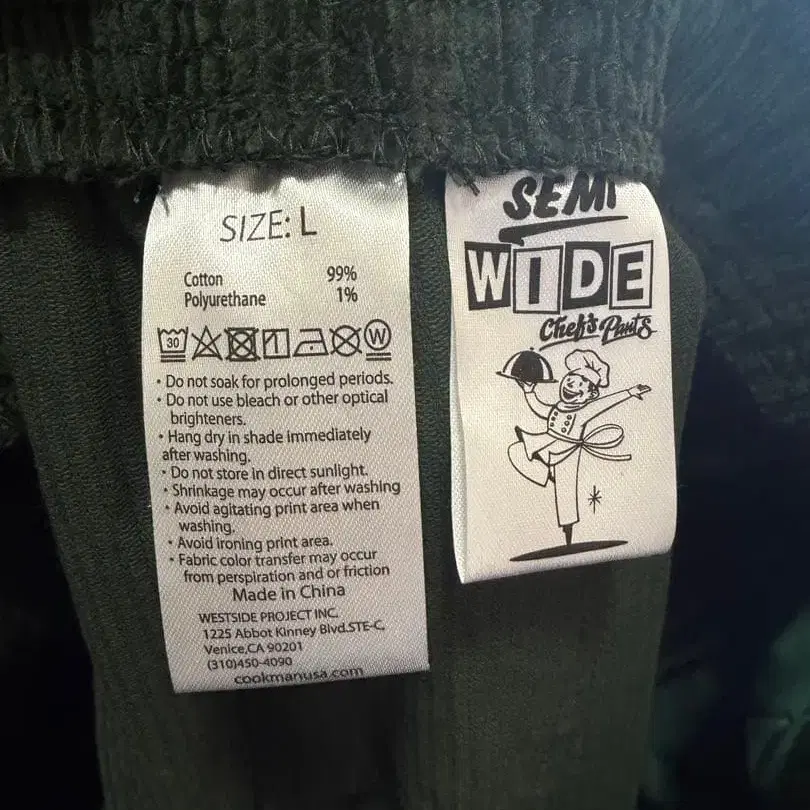 SIZE: L
Cotton 99%
Polyurethane 1%
30 W
• Do not soak for prolonged periods.
• Do not use bleach or other optical
brighteners.
• Hang dry in shade immediately
after washing.
• Do not store in direct sunlight.
• Shrinkage may occur after washing
• Avoid agitating print area when
washing.
• Avoid ironing print area.
• Fabric color transfer may occur
from perspiration and or friction
Made in China
WESTSIDE PROJECT INC.
1225 Abbot Kinney Blvd.STE-C,
Venice,CA 90201
(310)450-4090
cookmanusa.com
SEMI
WIDE
Chef's Pants